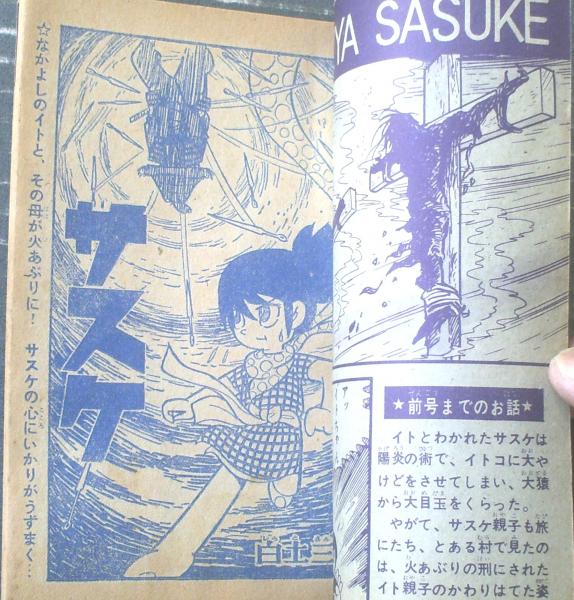 ☆なかよしのイトと、その母が火あぶりに！　サスケの心にいかりがうずまく…
サスケ
白土三
YA SASUKE
★前号までのお話★
イトとわかれたサスケは
陽炎の術で、イトコに大や
けどをさせてしまい、大猿
から大目玉をくらった。
やがて、サスケ親子も旅
にたち、とある村で見たの
は、火あぶりの刑にされた
イト親子のかわりはてた姿